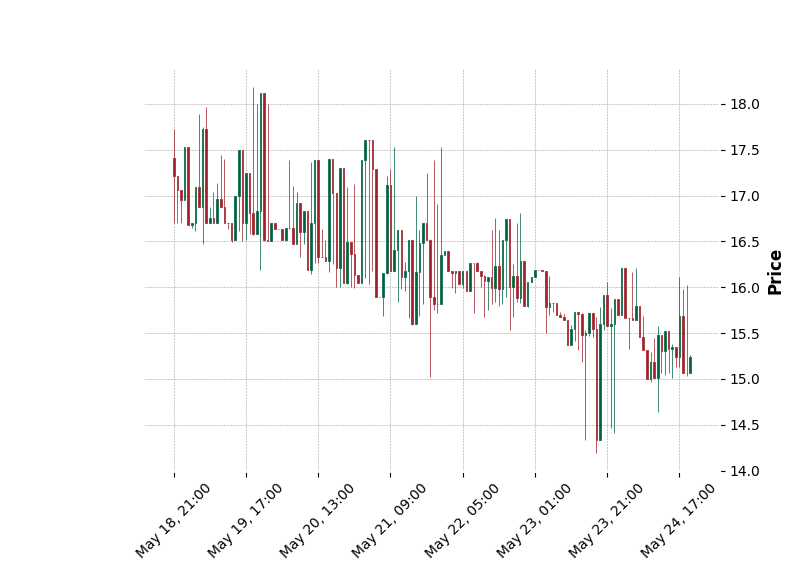 18.0
17.5
17.0
16.5
16.0
15.5
15.0
14.5
14.0
Price
May 18, 21:00
May 19, 17:00
May 20, 13:00
May 21, 09:00
May 22, 05:00
May 23, 01:00
May 23, 21:00
May 24, 17:00